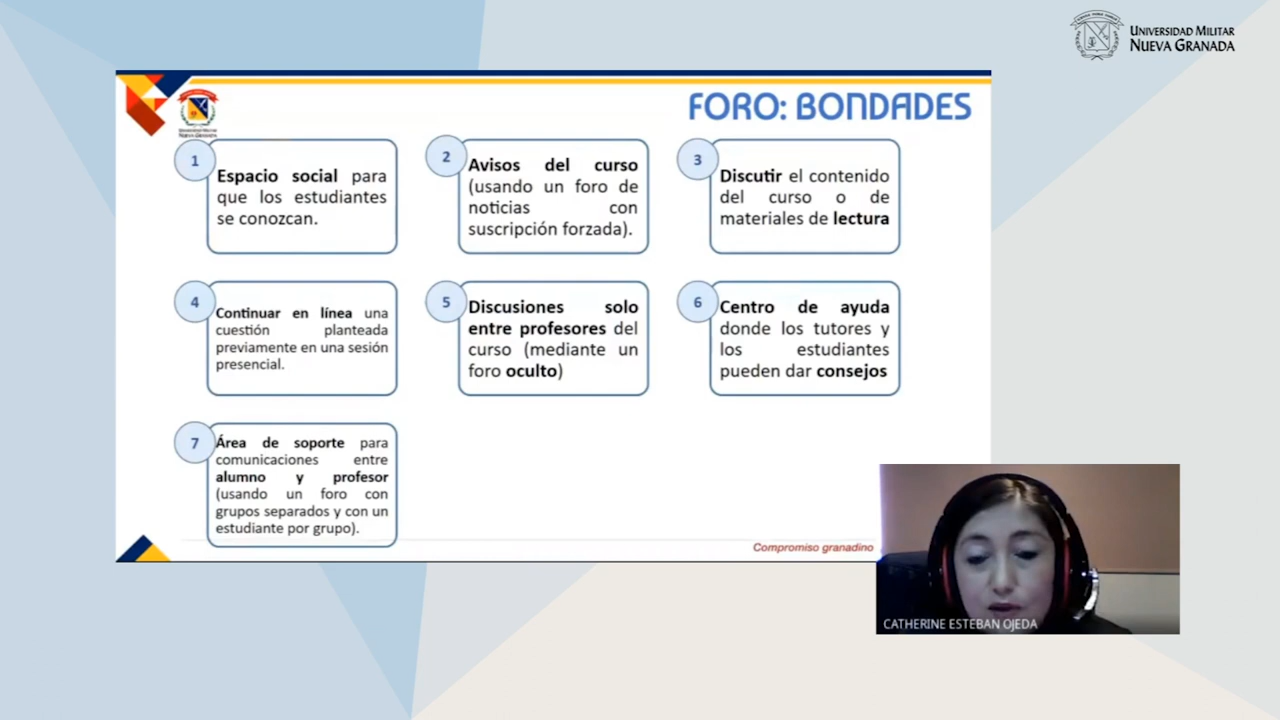 UNIVERSIDAD MILITAR
NUEVA GRANADA
UNIVERSIDAD MILITAR
NUEVA GRANADA
FORO: BONDADES
1
Espacio social para
que los estudiantes
se conozcan.
2
Avisos del curso
(usando un foro de
noticias con
suscripción forzada).
3
Discutir el contenido
del curso o de
materiales de lectura
4
Continuar en línea una
cuestión planteada
previamente en una sesión
presencial.
5
Discusiones solo
entre profesores del
curso (mediante un
foro oculto)
6
Centro de ayuda
donde los tutores y
los estudiantes
pueden dar consejos
7
Área de soporte para
comunicaciones entre
alumno y profesor
(usando un foro con
grupos separados y con un
estudiante por grupo).
Compromiso granadino
CATHERINE ESTEBAN OJEDA